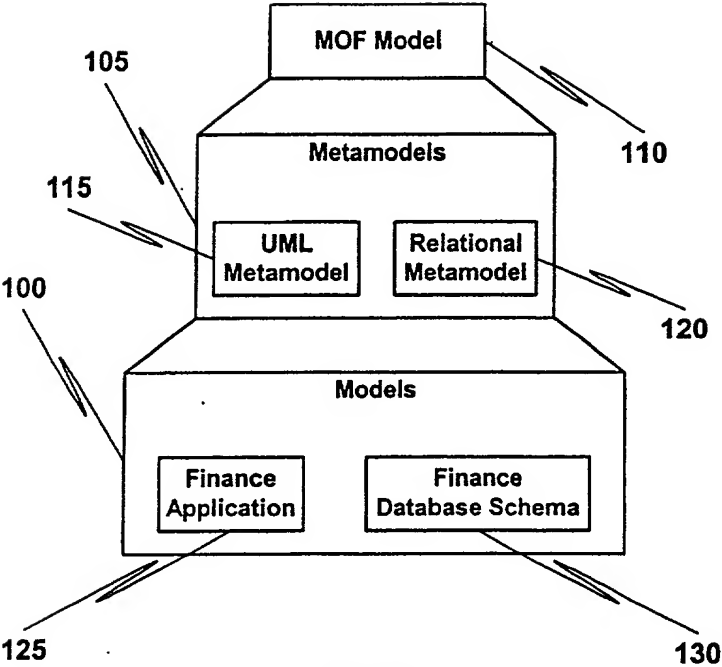 MOF Model
105
110
Metamodels
115
UML
Metamodel
Relational
Metamodel
100
120
Models
Finance
Application
Finance
Database Schema
125
130